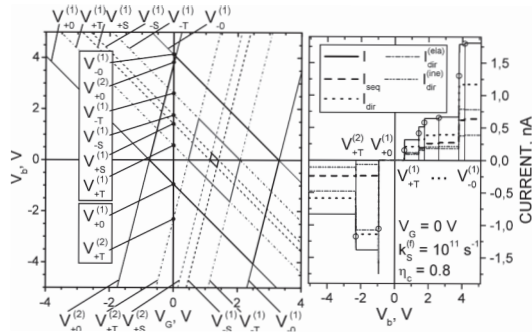 V+0(1) V+T(1) V+S(1) V-S(1) V-T(1) V-0(1)
4
2
0
-2
-4
Vb, V
V-0(1)
V+0(2)
V-T(1)
V-S(1)
V+S(1)
V+T(1)
V+0(1)
V+T(2)
-4 -2 0 2 4
V+0(2) V+T(2) V+S(2) VG, V V-S(1) V-T(1) V-0(1)
I Idir(ela)
Iseq Idir(ine)
Idir
V+T(2) V+0(1)
V+T(1) ... V-0(1)
VG = 0 V
kS(f) = 10¹¹ s⁻¹
ηc = 0.8
-4 -2 0 2 4
Vb, V
1,5
1,0
0,5
0,0
-0,5
-1,0
-1,5
CURRENT, nA